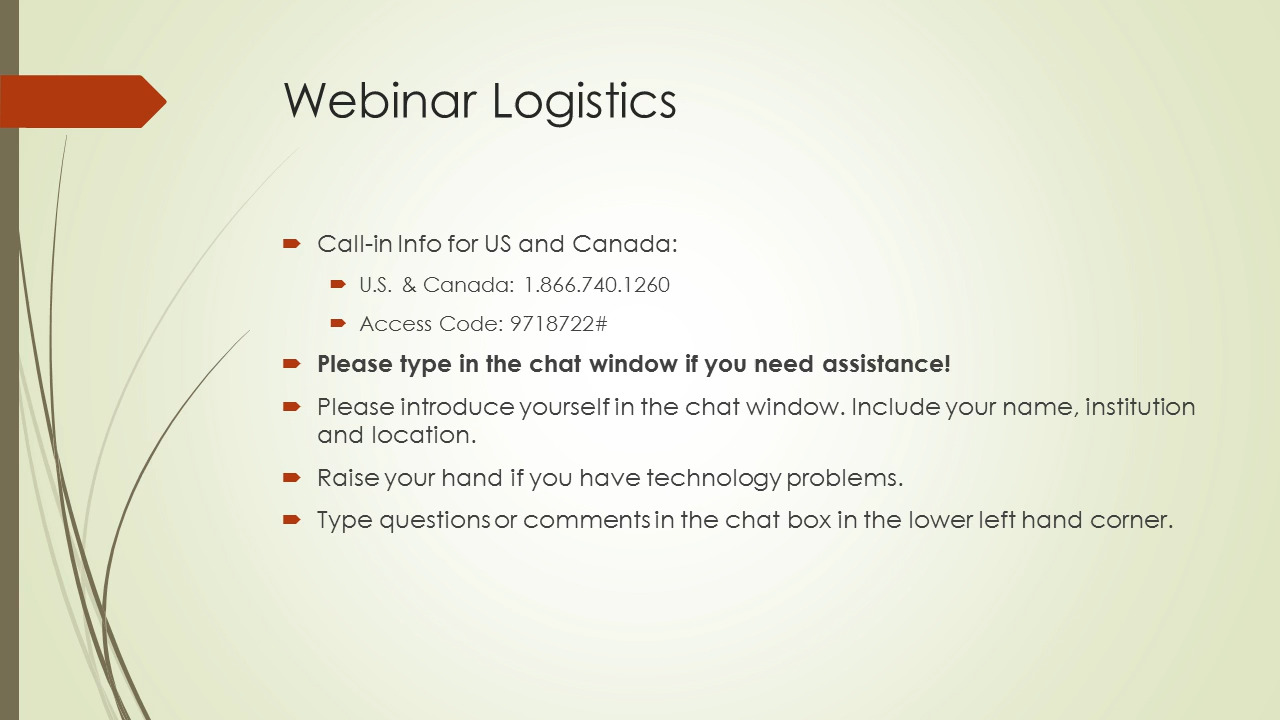 Webinar Logistics
Call-in Info for US and Canada:
U.S. & Canada: 1.866.740.1260
Access Code: 9718722#
Please type in the chat window if you need assistance!
Please introduce yourself in the chat window. Include your name, institution
and location.
Raise your hand if you have technology problems.
Type questions or comments in the chat box in the lower left hand corner.